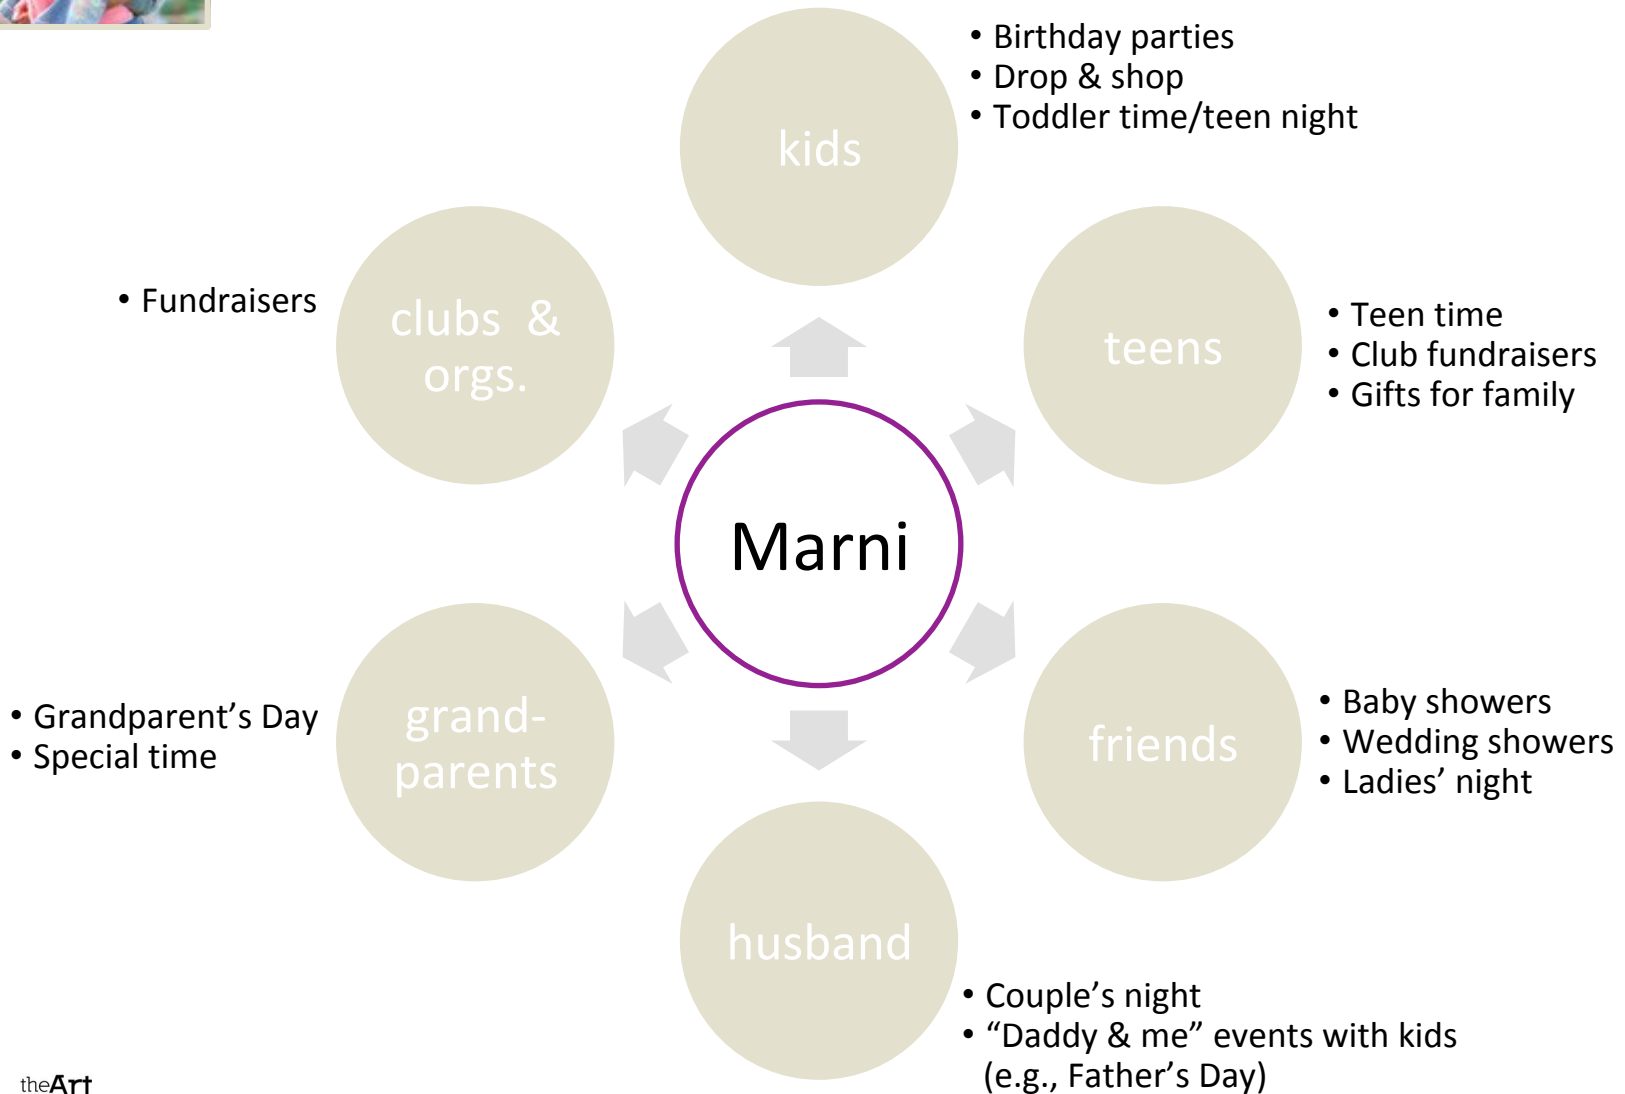 kids
• Birthday parties
• Drop & shop
• Toddler time/teen night
clubs &
orgs.
• Fundraisers
teens
• Teen time
• Club fundraisers
• Gifts for family
Marni
grand-
parents
• Grandparent’s Day
• Special time
friends
• Baby showers
• Wedding showers
• Ladies’ night
husband
• Couple’s night
• “Daddy & me” events with kids
(e.g., Father’s Day)
theArt